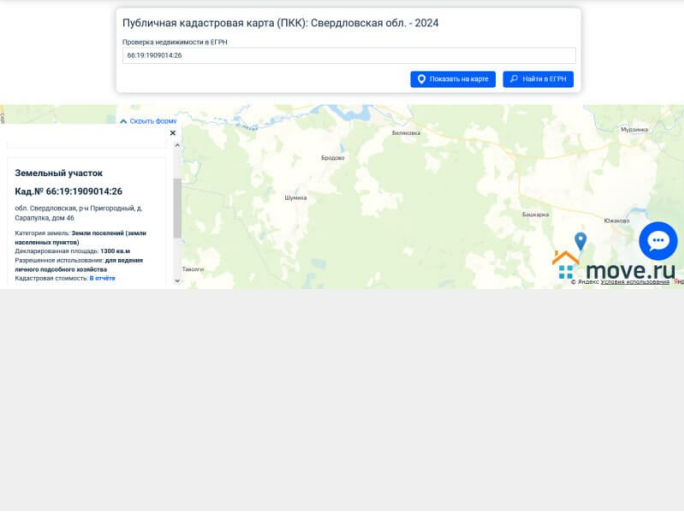 Публичная кадастровая карта (ПКК): Свердловская обл. - 2024
Проверка недвижимости в ЕГРН
66:19:1909014:26
Показать на карте
Найти в ЕГРН
Скрыть форму
Беляковка
Мурзинка
Бродово
Шумиха
Башкарка
Южаково
Таволги
Земельный участок
Кад.№ 66:19:1909014:26
обл. Свердловская, р-н Пригородный, д.
Сарапулка, дом 46
Категория земель: Земли поселений (земли
населенных пунктов)
Декларированная площадь: 1300 кв.м
Разрешенное использование: для ведения
личного подсобного хозяйства
Кадастровая стоимость: В отчёте
move.ru
© Яндекс Условия использования